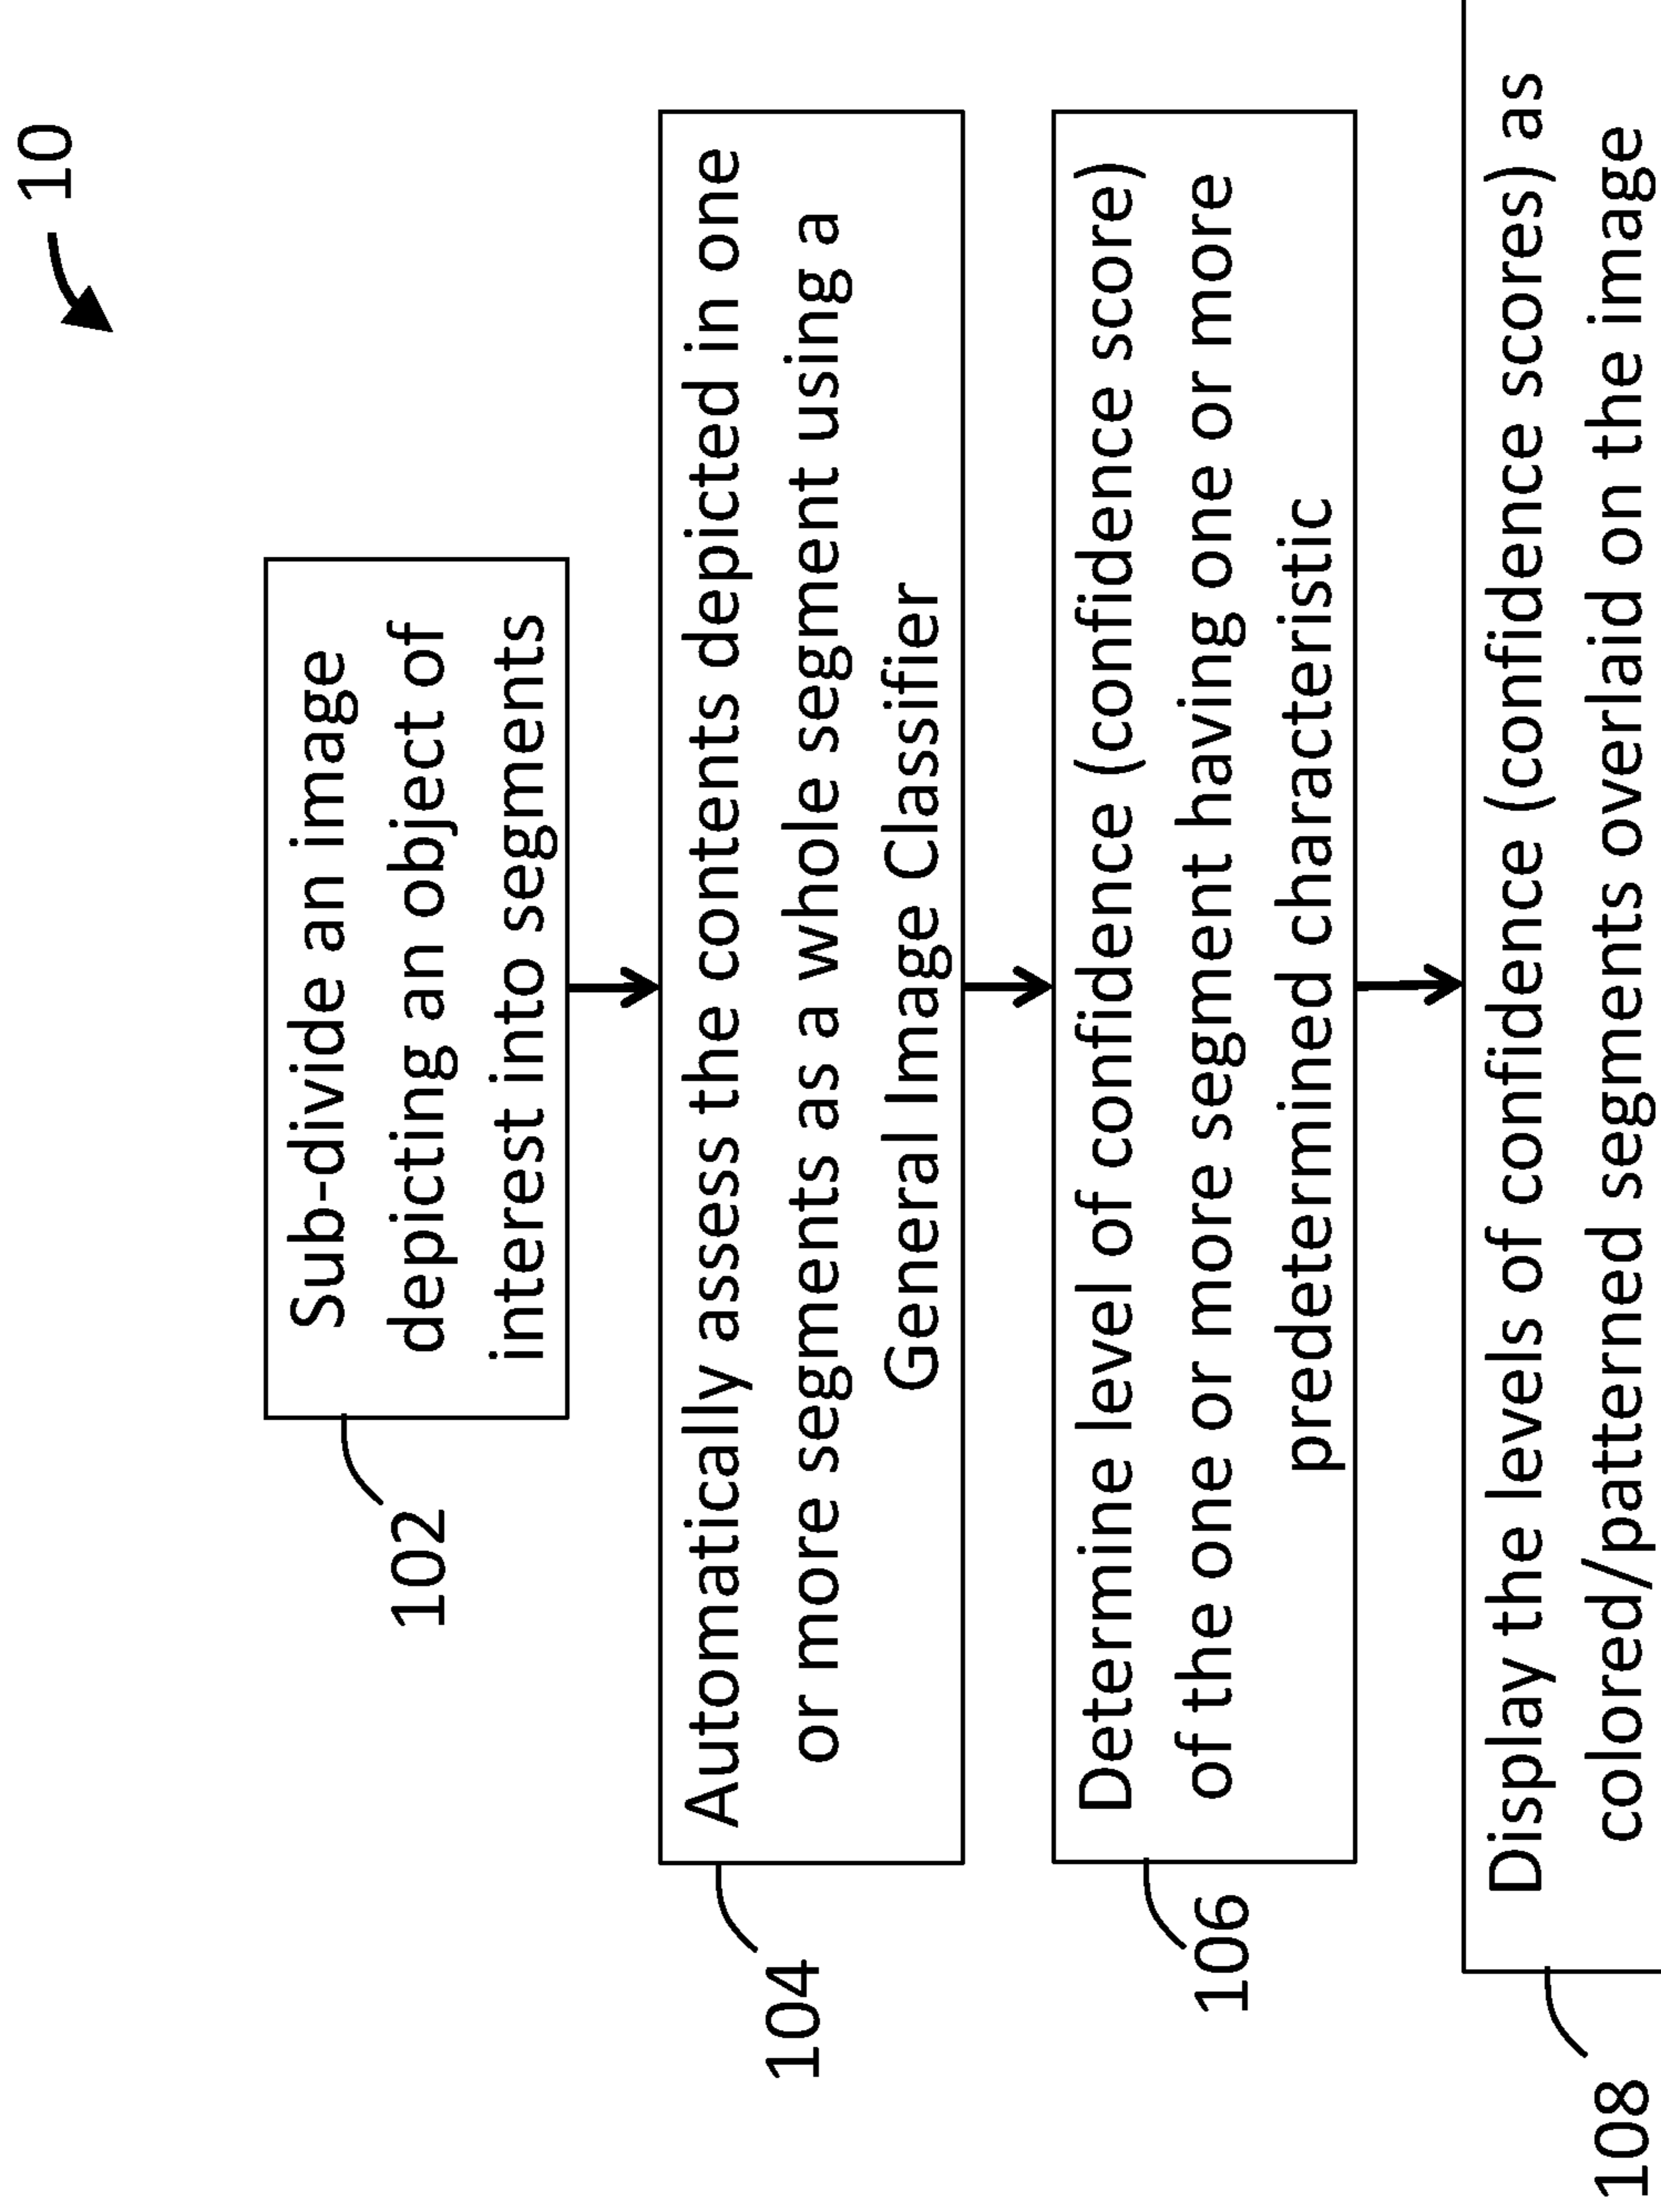 10
Sub-divide an image
depicting an object of
interest into segments
102
Automatically assess the contents depicted in one
or more segments as a whole segment using a
General Image Classifier
104
Determine level of confidence (confidence score)
of the one or more segment having one or more
predetermined characteristic
106
Display the levels of confidence (confidence scores) as
colored/patterned segments overlaid on the image
108